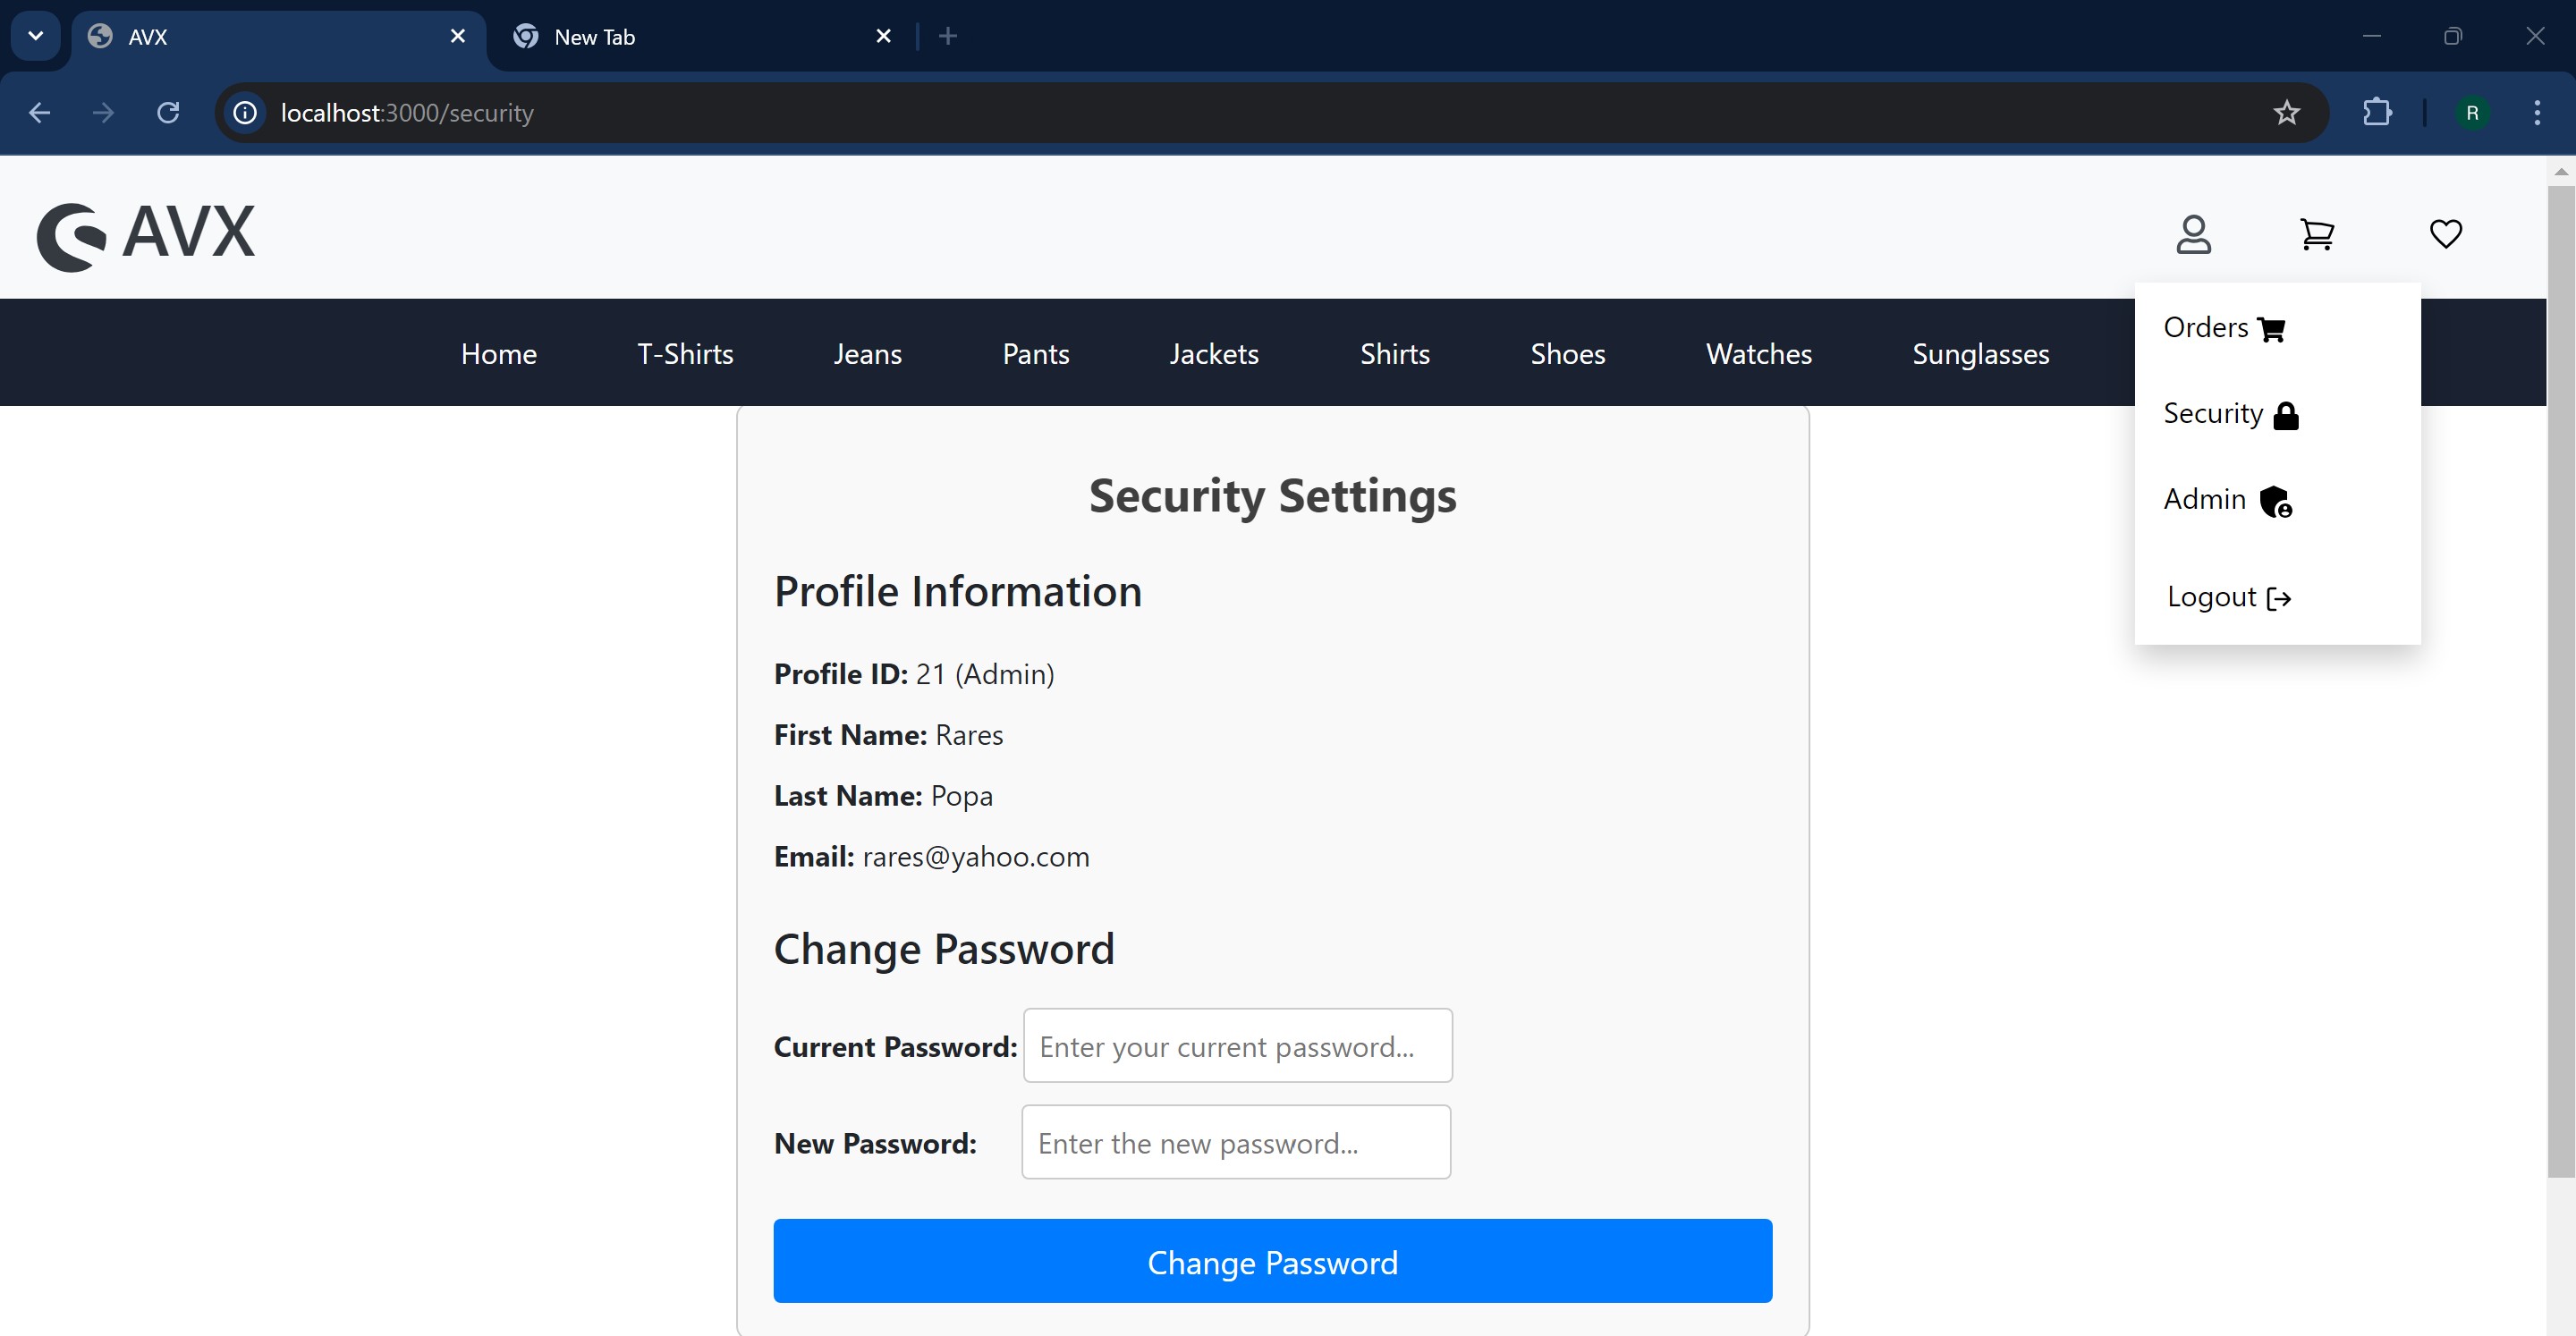 AVX
New Tab
localhost:3000/security
R
AVX
Orders
Home T-Shirts Jeans Pants Jackets Shirts Shoes Watches Sunglasses
Security
Admin
Logout
Security Settings
Profile Information
Profile ID: 21 (Admin)
First Name: Rares
Last Name: Popa
Email: rares@yahoo.com
Change Password
Current Password: Enter your current password...
New Password: Enter the new password...
Change Password